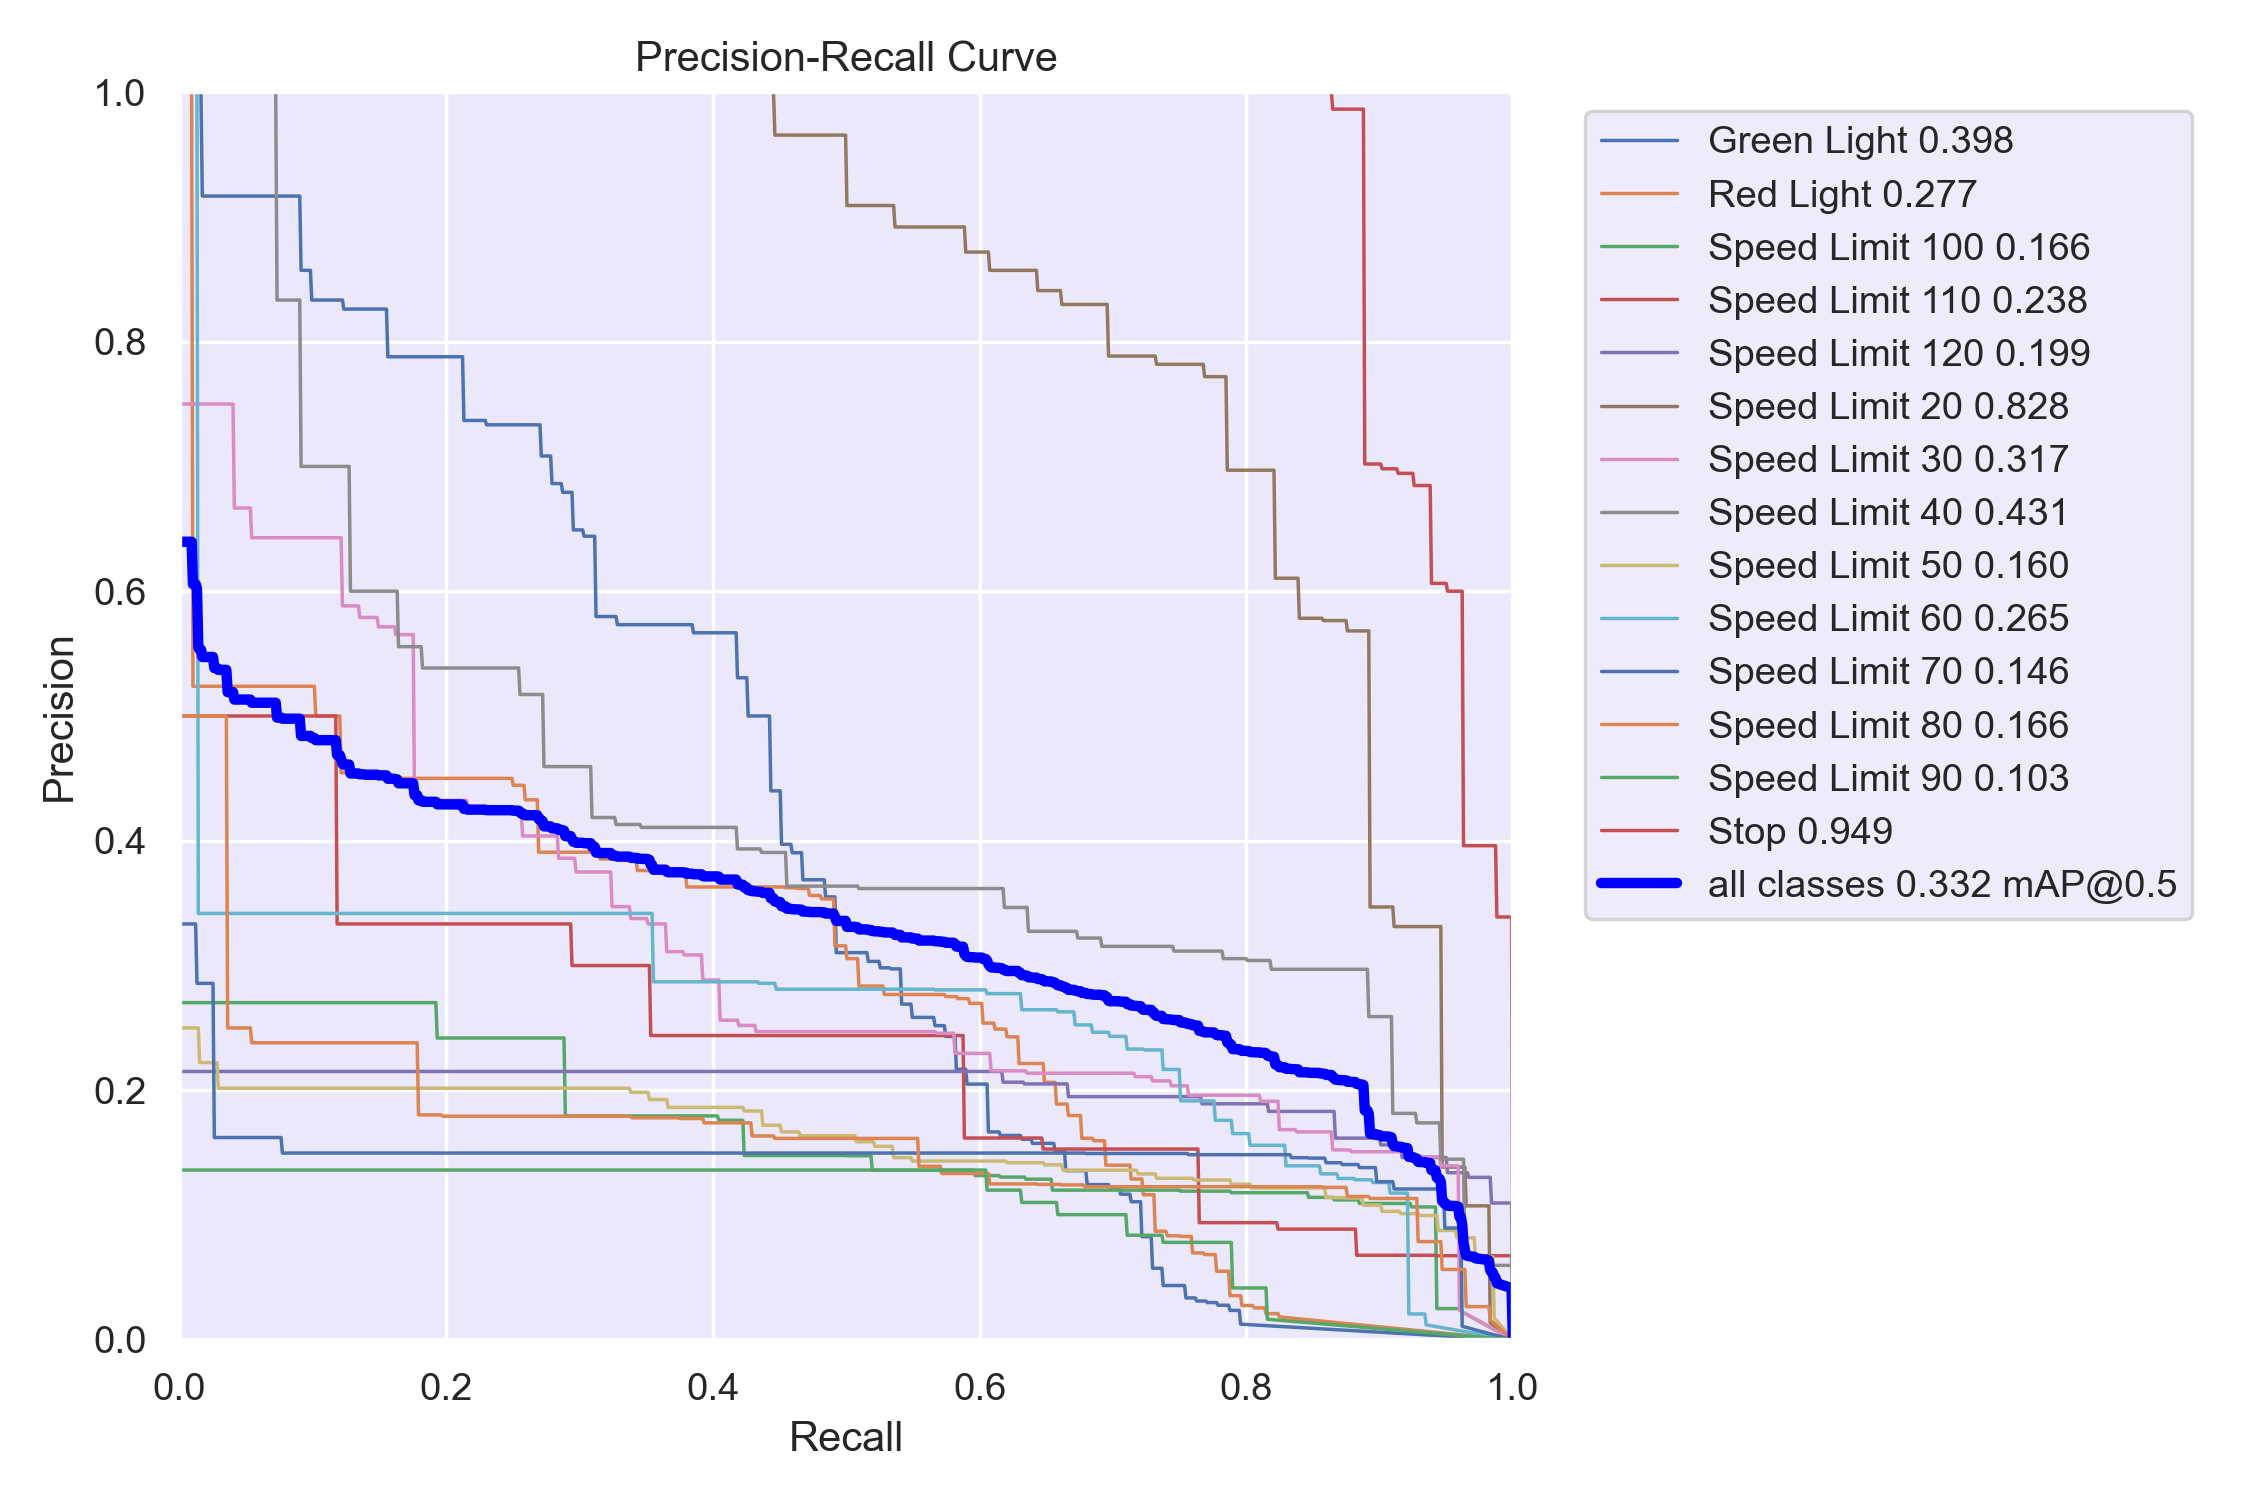 Precision-Recall Curve
1.0
0.8
0.6
0.4
0.2
0.0
Precision
0.0 0.2 0.4 0.6 0.8 1.0
Recall
Green Light 0.398
Red Light 0.277
Speed Limit 100 0.166
Speed Limit 110 0.238
Speed Limit 120 0.199
Speed Limit 20 0.828
Speed Limit 30 0.317
Speed Limit 40 0.431
Speed Limit 50 0.160
Speed Limit 60 0.265
Speed Limit 70 0.146
Speed Limit 80 0.166
Speed Limit 90 0.103
Stop 0.949
all classes 0.332 mAP@0.5